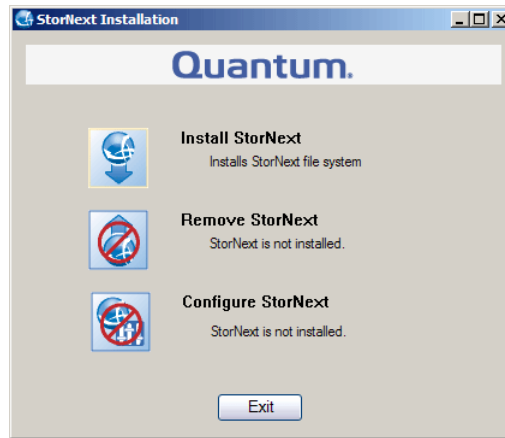 StorNext Installation
Quantum.
Install StorNext
Installs StorNext file system
Remove StorNext
StorNext is not installed.
Configure StorNext
StorNext is not installed.
Exit